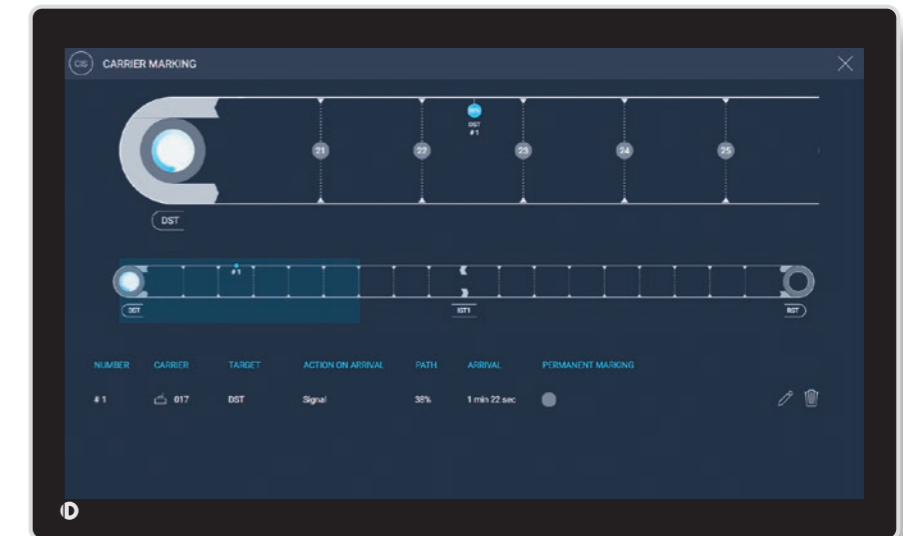 CIS CARRIER MARKING
38%
DST
#1
21 22 23 24 25
DST
#1
DST IST1 RST
NUMBER CARRIER TARGET ACTION ON ARRIVAL PATH ARRIVAL PERMANENT MARKING
#1 017 DST Signal 38% 1 min 22 sec
D